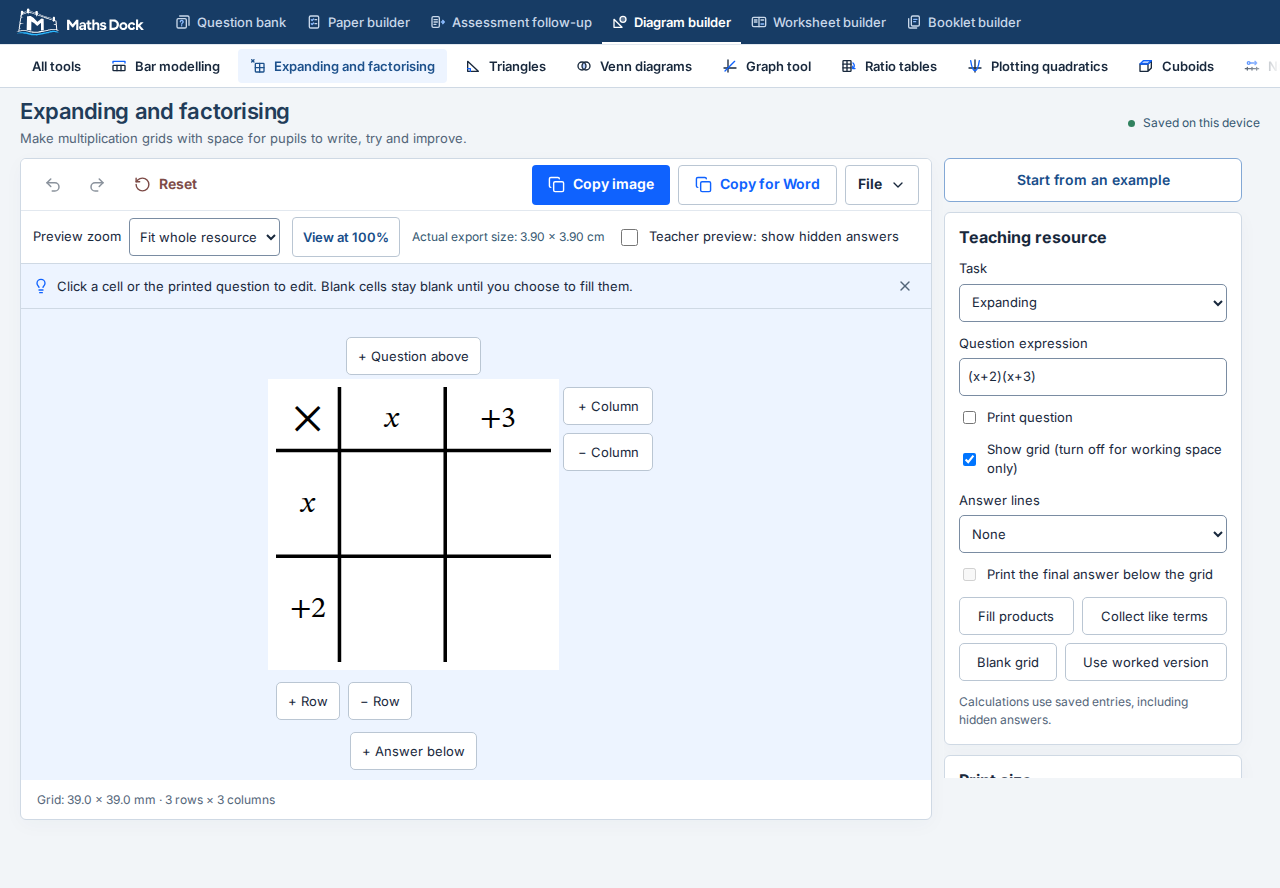 Maths Dock
Question bank
Paper builder
Assessment follow-up
Diagram builder
Worksheet builder
Booklet builder
All tools
Bar modelling
Expanding and factorising
Triangles
Venn diagrams
Graph tool
Ratio tables
Plotting quadratics
Cuboids
Expanding and factorising
Make multiplication grids with space for pupils to write, try and improve.
Saved on this device
Reset
Copy image
Copy for Word
File
Preview zoom
Fit whole resource
View at 100%
Actual export size: 3.90 × 3.90 cm
Teacher preview: show hidden answers
Click a cell or the printed question to edit. Blank cells stay blank until you choose to fill them.
+ Question above
× x +3
x
+2
+ Column
− Column
+ Row
− Row
+ Answer below
Grid: 39.0 × 39.0 mm · 3 rows × 3 columns
Start from an example
Teaching resource
Task
Expanding
Question expression
(x+2)(x+3)
Print question
Show grid (turn off for working space
only)
Answer lines
None
Print the final answer below the grid
Fill products
Collect like terms
Blank grid
Use worked version
Calculations use saved entries, including
hidden answers.
Print size